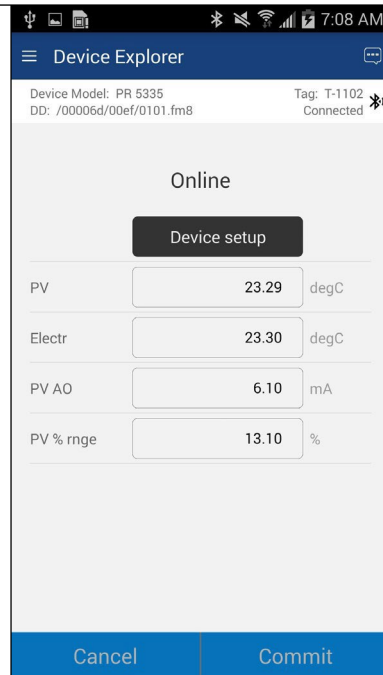 7:08 AM
Device Explorer
Device Model: PR 5335
Tag: T-1102
DD: /00006d/00ef/0101.fm8
Connected
Online
Device setup
PV 23.29 degC
Electr 23.30 degC
PV AO 6.10 mA
PV % rnge 13.10 %
Cancel Commit